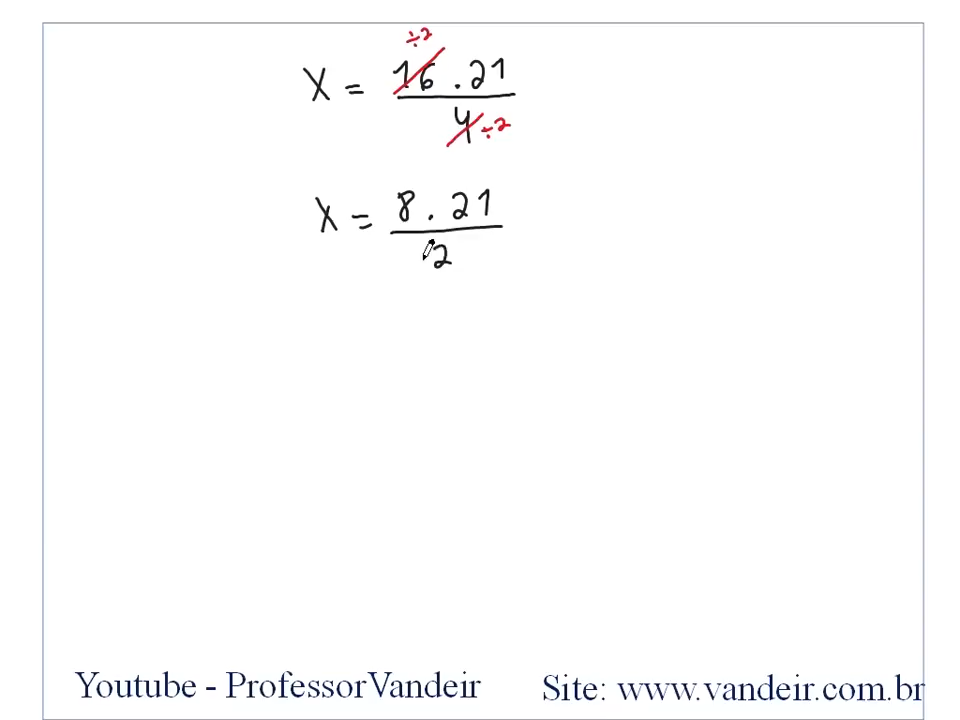 ÷2
X = 16 . 21
4 ÷2
X = 8 . 21
2
Youtube - ProfessorVandeir
Site: www.vandeir.com.br